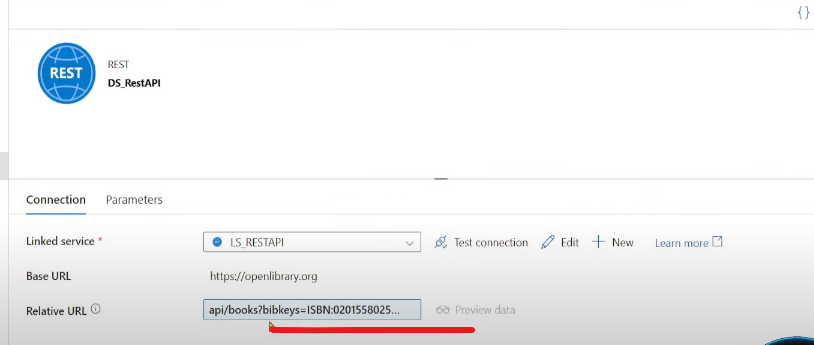 {}
REST
REST
DS_RestAPI
Connection Parameters
Linked service * LS_RESTAPI Test connection Edit New Learn more
Base URL https://openlibrary.org
Relative URL api/books?bibkeys=ISBN:0201558025... Preview data